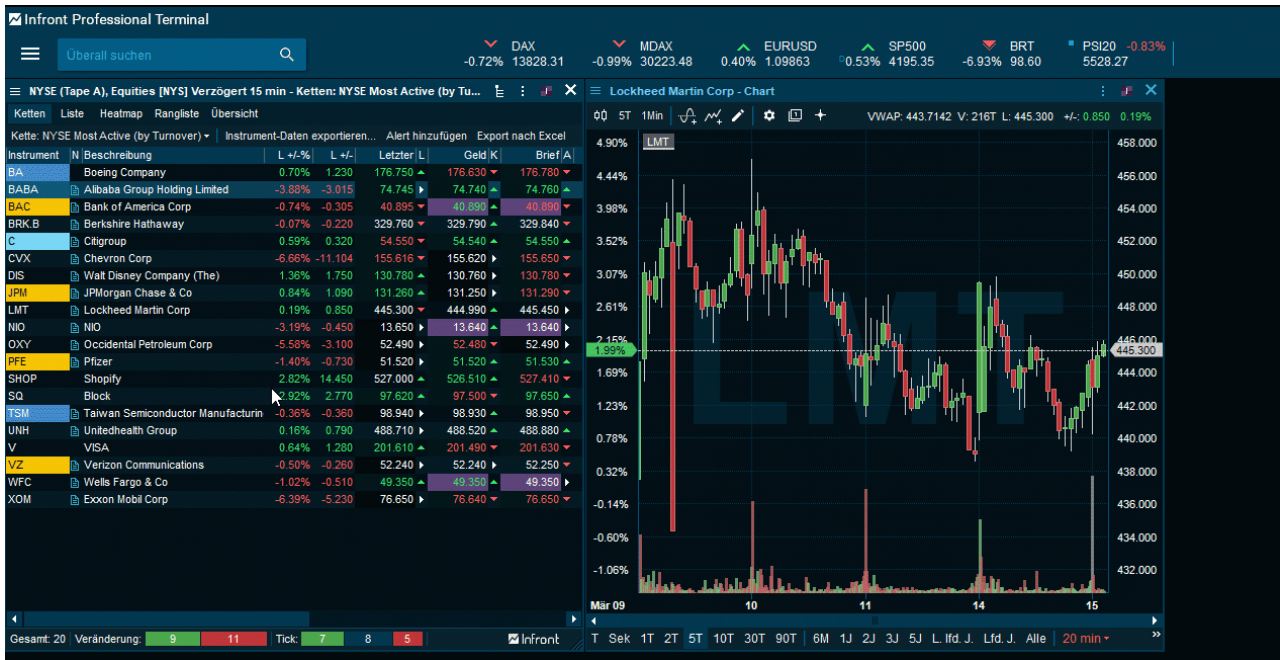 Infront Professional Terminal
Überall suchen
DAX
-0.72% 13828.31
MDAX
-0.99% 30223.48
EURUSD
0.40% 1.09863
SP500
0.53% 4195.35
BRT
-6.93% 98.60
PSI20 -0.83%
5528.27
NYSE (Tape A), Equities [NYS] Verzögert 15 min - Ketten: NYSE Most Active (by Tu...
Ketten Liste Heatmap Rangliste Übersicht
Kette: NYSE Most Active (by Turnover) Instrument-Daten exportieren... Alert hinzufügen Export nach Excel
Instrument N Beschreibung L +/-% L +/- Letzter L Geld K Brief A
BA Boeing Company 0.70% 1.230 176.750 176.630 176.780
BABA Alibaba Group Holding Limited -3.88% -3.015 74.745 74.740 74.760
BAC Bank of America Corp -0.74% -0.305 40.895 40.890 40.890
BRK.B Berkshire Hathaway -0.07% -0.220 329.760 329.790 329.840
C Citigroup 0.59% 0.320 54.550 54.540 54.550
CVX Chevron Corp -6.66% -11.104 155.616 155.620 155.650
DIS Walt Disney Company (The) 1.36% 1.750 130.780 130.760 130.780
JPM JPMorgan Chase & Co 0.84% 1.090 131.260 131.250 131.290
LMT Lockheed Martin Corp 0.19% 0.850 445.300 444.990 445.450
NIO NIO -3.19% -0.450 13.650 13.640 13.640
OXY Occidental Petroleum Corp -5.58% -3.100 52.490 52.480 52.490
PFE Pfizer -1.40% -0.730 51.520 51.520 51.530
SHOP Shopify 2.82% 14.450 527.000 526.510 527.410
SQ Block 2.92% 2.770 97.620 97.500 97.650
TSM Taiwan Semiconductor Manufacturin -0.36% -0.360 98.940 98.930 98.950
UNH Unitedhealth Group 0.16% 0.790 488.710 488.520 488.880
V VISA 0.64% 1.280 201.610 201.490 201.630
VZ Verizon Communications -0.50% -0.260 52.240 52.240 52.250
WFC Wells Fargo & Co -1.02% -0.510 49.350 49.350 49.350
XOM Exxon Mobil Corp -6.39% -5.230 76.650 76.640 76.650
Gesamt: 20 Veränderung: 9 11 Tick: 7 8 5 Infront
Lockheed Martin Corp - Chart
5T 1Min 1 VWAP: 443.7142 V: 216T L: 445.300 +/-: 0.850 0.19%
LMT
LMT
4.90%
4.44%
3.98%
3.52%
3.07%
2.61%
2.15%
1.99%
1.69%
1.23%
0.78%
0.32%
-0.14%
-0.60%
-1.06%
458.000
456.000
454.000
452.000
450.000
448.000
446.000
445.300
444.000
442.000
440.000
438.000
436.000
434.000
432.000
Mär 09 10 11 14 15
T Sek 1T 2T 5T 10T 30T 90T 6M 1J 2J 3J 5J L. lfd. J. Lfd. J. Alle 20 min »